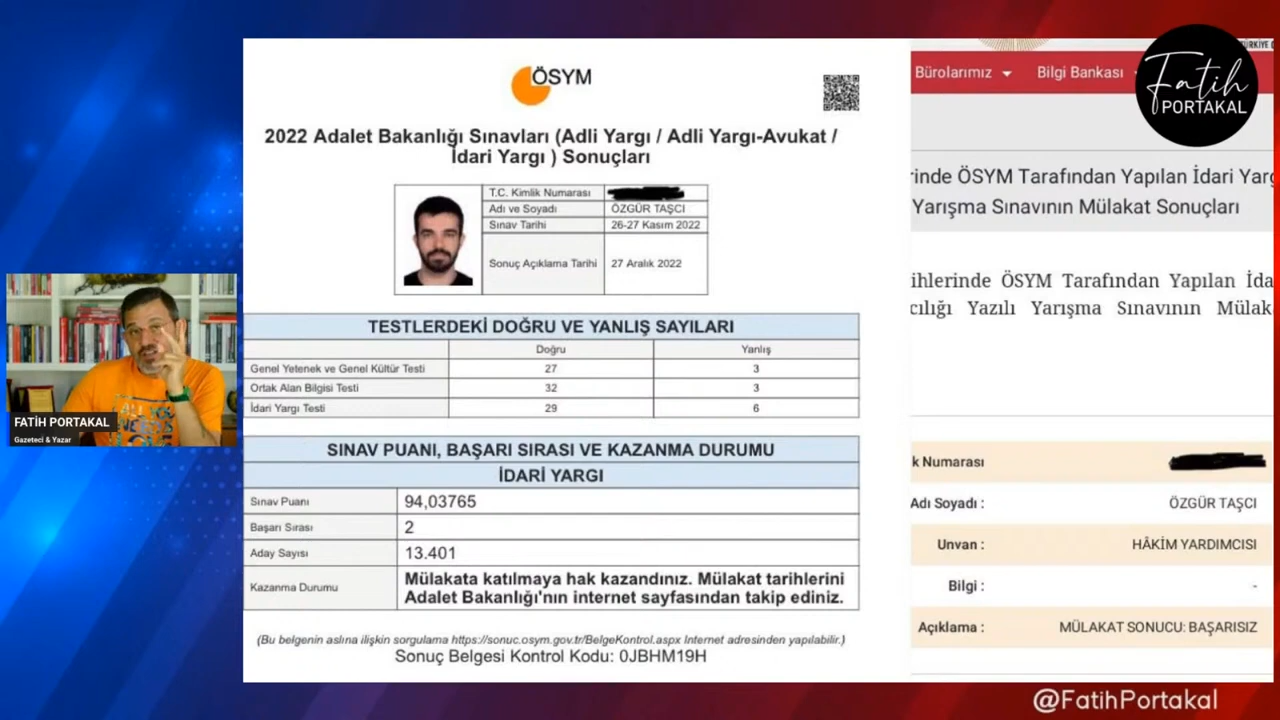 ÖSYM
2022 Adalet Bakanlığı Sınavları (Adli Yargı / Adli Yargı-Avukat /
İdari Yargı ) Sonuçları
T.C. Kimlik Numarası
Adı ve Soyadı ÖZGÜR TAŞCI
Sınav Tarihi 26-27 Kasım 2022
Sonuç Açıklama Tarihi 27 Aralık 2022
TESTLERDEKİ DOĞRU VE YANLIŞ SAYILARI
Doğru Yanlış
Genel Yetenek ve Genel Kültür Testi 27 3
Ortak Alan Bilgisi Testi 32 3
İdari Yargı Testi 29 6
SINAV PUANI, BAŞARI SIRASI VE KAZANMA DURUMU
İDARİ YARGI
Sınav Puanı 94,03765
Başarı Sırası 2
Aday Sayısı 13.401
Kazanma Durumu Mülakata katılmaya hak kazandınız. Mülakat tarihlerini
Adalet Bakanlığı'nın internet sayfasından takip ediniz.
(Bu belgenin aslına ilişkin sorgulama https://sonuc.osym.gov.tr/BelgeKontrol.aspx Internet adresinden yapılabilir.)
Sonuç Belgesi Kontrol Kodu: 0JBHM19H
Bürolarımız Bilgi Bankası
Fatih
PORTAKAL
rinde ÖSYM Tarafından Yapılan İdari Yarg
Yarışma Sınavının Mülakat Sonuçları
ihlerinde ÖSYM Tarafından Yapılan İda
cılığı Yazılı Yarışma Sınavının Mülak
k Numarası
Adı Soyadı : ÖZGÜR TAŞCI
Unvan : HÂKİM YARDIMCISI
Bilgi : -
Açıklama : MÜLAKAT SONUCU: BAŞARISIZ
FATİH PORTAKAL
Gazeteci & Yazar
@FatihPortakal